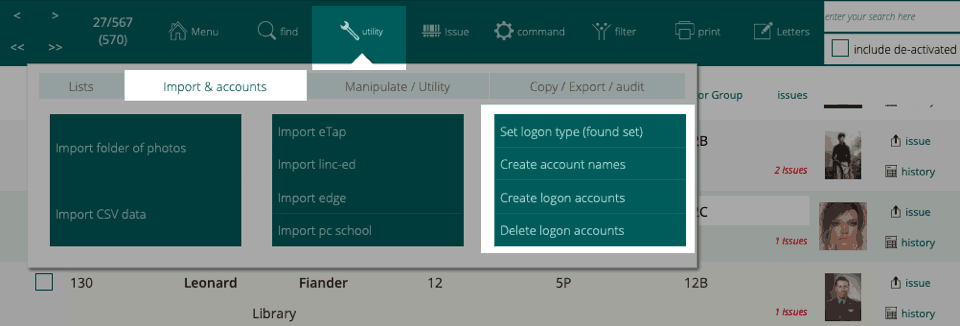 < >
<< >>
27/567
(570)
Menu
find
utility
Issue
command
filter
print
Letters
enter your search here
include de-activated
Lists
Import & accounts
Manipulate / Utility
Copy / Export / audit
or Group
issues
Import folder of photos
Import CSV data
Import eTap
Import linc-ed
Import edge
Import pc school
Set logon type (found set)
Create account names
Create logon accounts
Delete logon accounts
2B
issue
2 Issues
history
2C
issue
1 Issues
history
130 Leonard Fiander 12 5P 12B
issue
Library
1 Issues
history